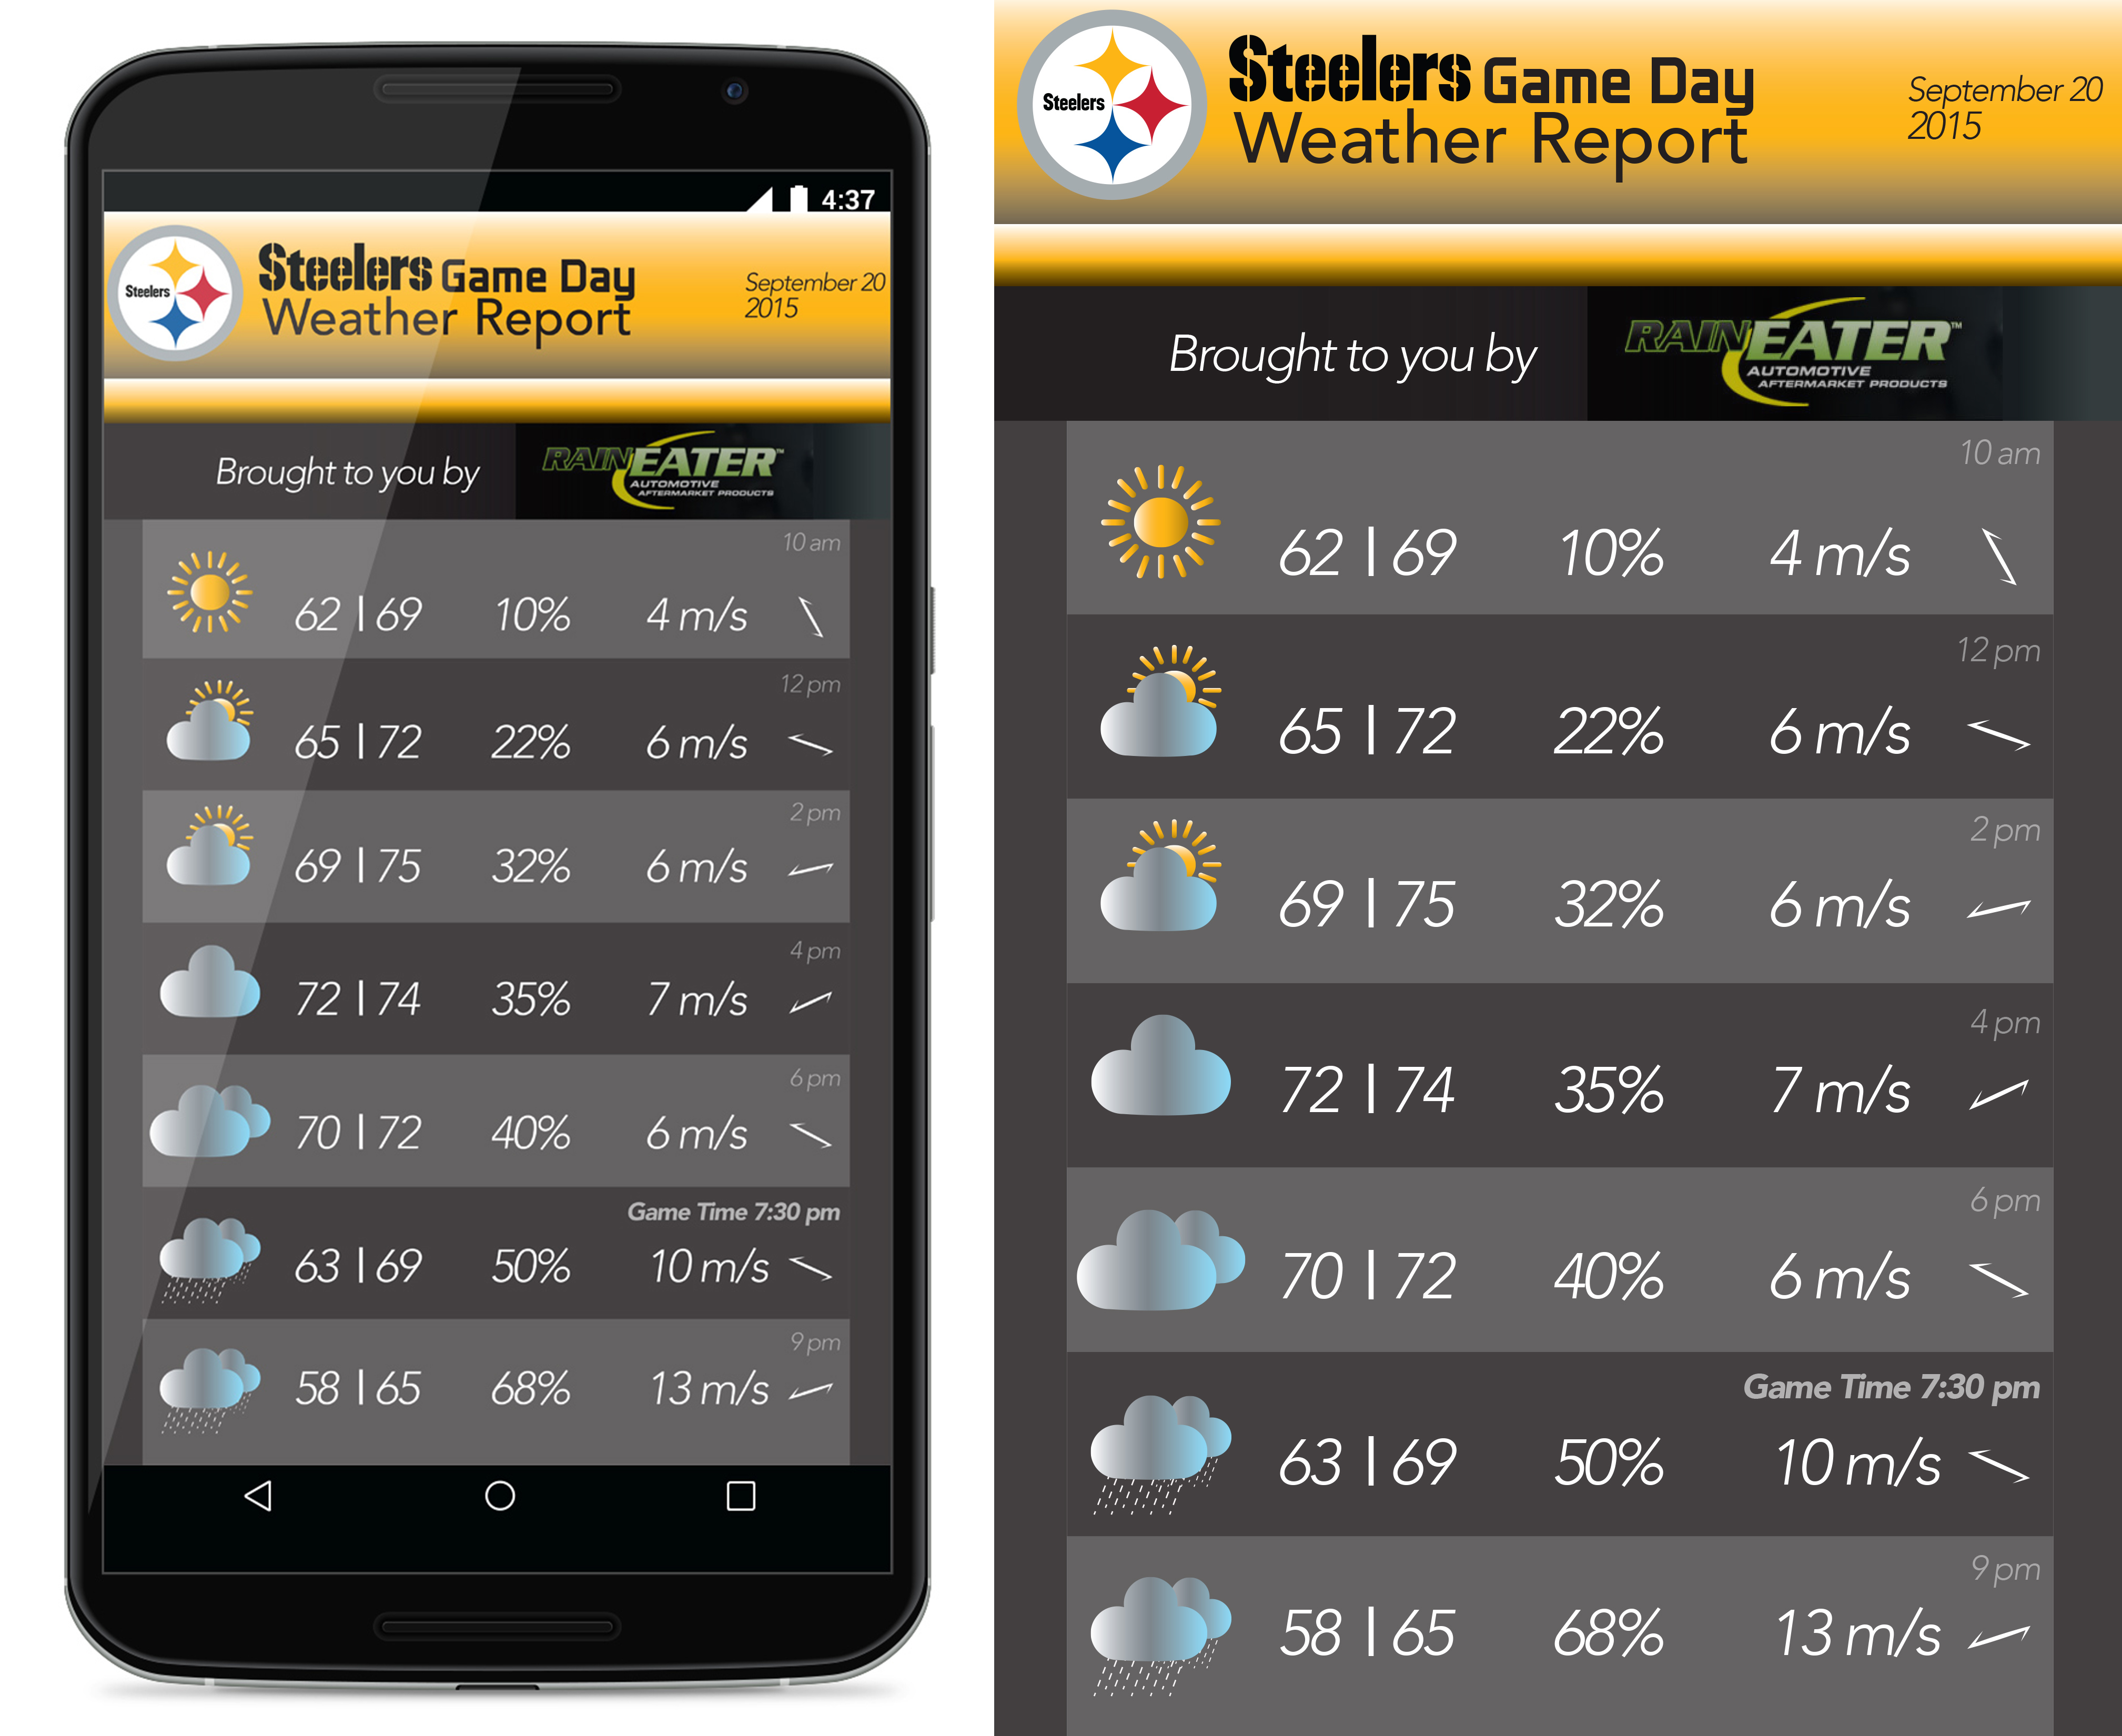 4:37
Steelers
Steelers Game Day
Weather Report
September 20
2015
Brought to you by
RAINEATER™
AUTOMOTIVE
AFTERMARKET PRODUCTS
10 am
62 | 69 10% 4 m/s
12 pm
65 | 72 22% 6 m/s
2 pm
69 | 75 32% 6 m/s
4 pm
72 | 74 35% 7 m/s
6 pm
70 | 72 40% 6 m/s
Game Time 7:30 pm
63 | 69 50% 10 m/s
9 pm
58 | 65 68% 13 m/s
Steelers
Steelers Game Day
Weather Report
September 20
2015
Brought to you by
RAINEATER™
AUTOMOTIVE
AFTERMARKET PRODUCTS
10 am
62 | 69 10% 4 m/s
12 pm
65 | 72 22% 6 m/s
2 pm
69 | 75 32% 6 m/s
4 pm
72 | 74 35% 7 m/s
6 pm
70 | 72 40% 6 m/s
Game Time 7:30 pm
63 | 69 50% 10 m/s
9 pm
58 | 65 68% 13 m/s